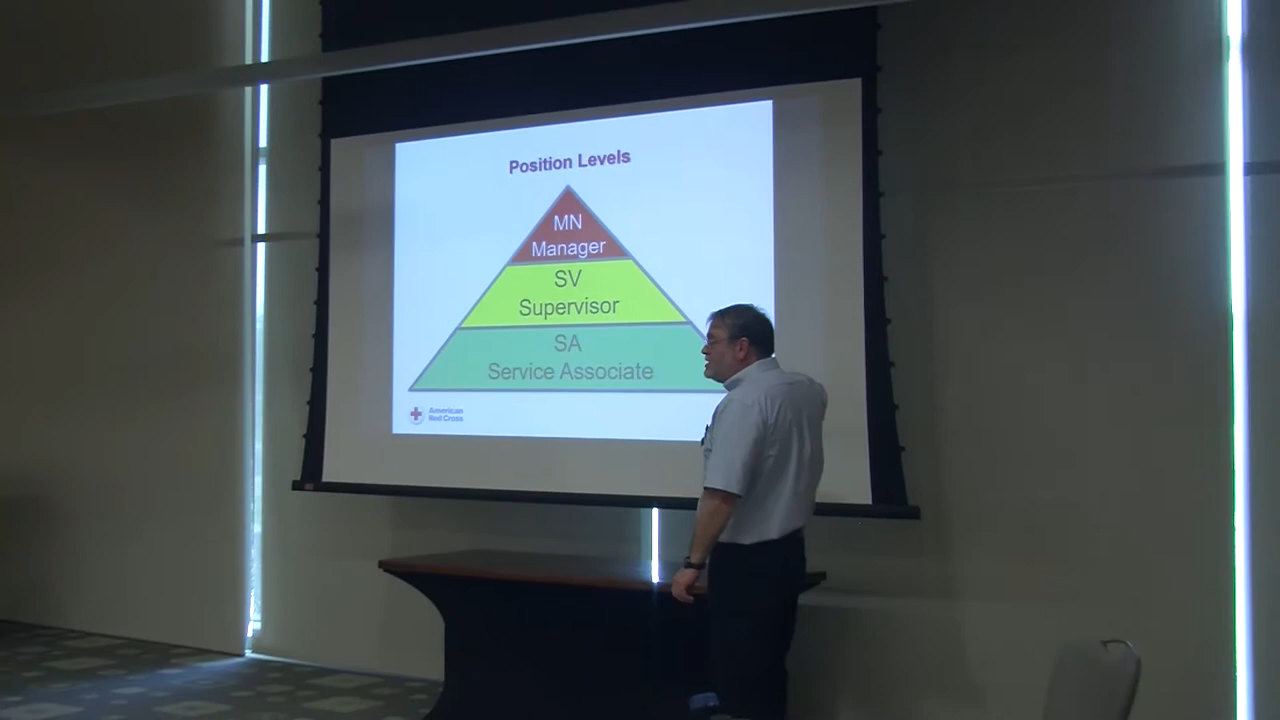 Position Levels
MN
Manager
SV
Supervisor
SA
Service Associate
American
Red Cross